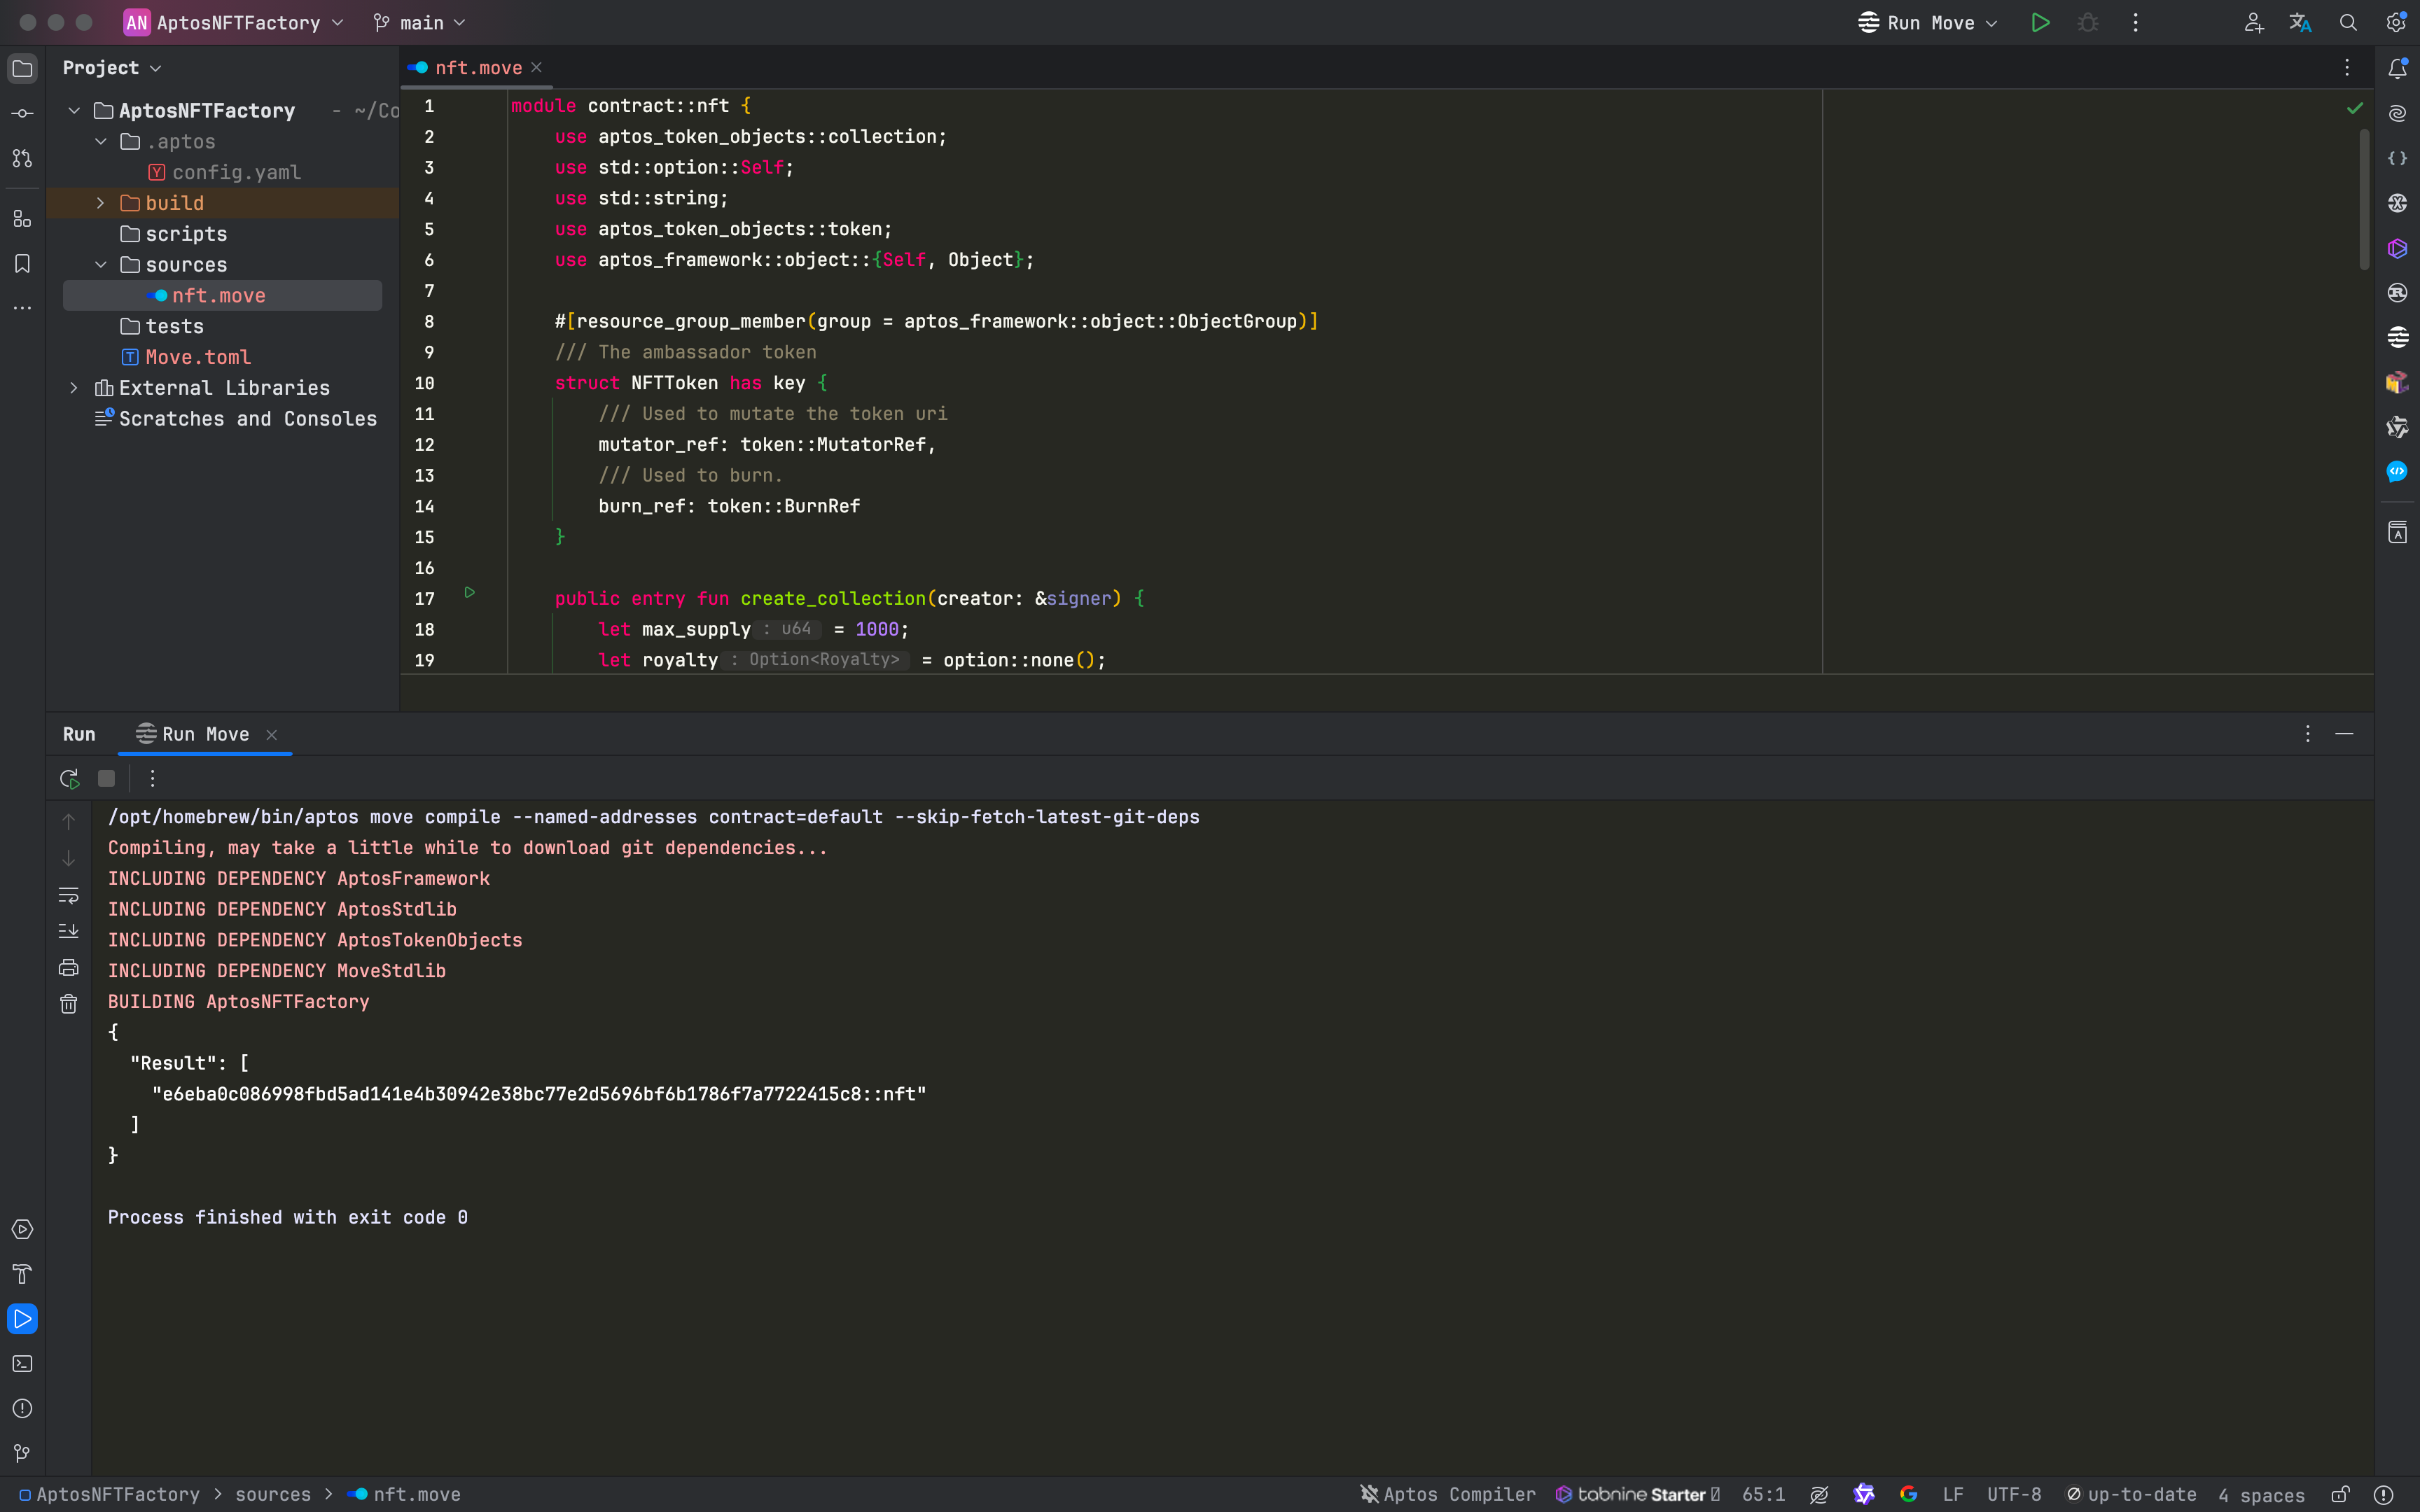 AN AptosNFTFactory main Run Move
Project
nft.move
AptosNFTFactory - ~/Co
.aptos
config.yaml
build
scripts
sources
nft.move
tests
Move.toml
External Libraries
Scratches and Consoles
1 module contract::nft {
2 use aptos_token_objects::collection;
3 use std::option::Self;
4 use std::string;
5 use aptos_token_objects::token;
6 use aptos_framework::object::{Self, Object};
7
8 #[resource_group_member(group = aptos_framework::object::ObjectGroup)]
9 /// The ambassador token
10 struct NFTToken has key {
11 /// Used to mutate the token uri
12 mutator_ref: token::MutatorRef,
13 /// Used to burn.
14 burn_ref: token::BurnRef
15 }
16
17 public entry fun create_collection(creator: &signer) {
18 let max_supply : u64 = 1000;
19 let royalty : Option<Royalty> = option::none();
Run Run Move
/opt/homebrew/bin/aptos move compile --named-addresses contract=default --skip-fetch-latest-git-deps
Compiling, may take a little while to download git dependencies...
INCLUDING DEPENDENCY AptosFramework
INCLUDING DEPENDENCY AptosStdlib
INCLUDING DEPENDENCY AptosTokenObjects
INCLUDING DEPENDENCY MoveStdlib
BUILDING AptosNFTFactory
{
"Result": [
"e6eba0c086998fbd5ad141e4b30942e38bc77e2d5696bf6b1786f7a7722415c8::nft"
]
}
Process finished with exit code 0
AptosNFTFactory > sources > nft.move Aptos Compiler tabnine Starter 65:1 LF UTF-8 up-to-date 4 spaces